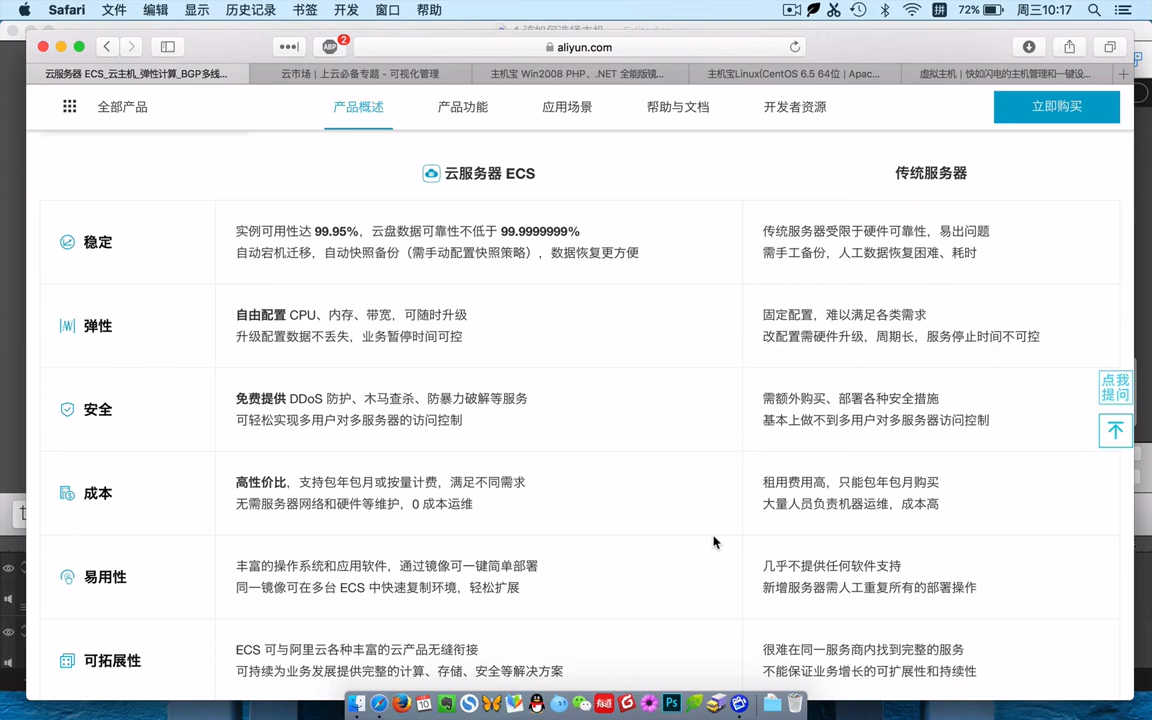 Safari 文件 编辑 显示 历史记录 书签 开发 窗口 帮助 72% 周三10:17
ABP 2 aliyun.com
云服务器 ECS_云主机_弹性计算_BGP多线... 云市场 | 上云必备专题 - 可视化管理 主机宝 Win2008 PHP、.NET 全能版镜... 主机宝Linux(CentOS 6.5 64位 | Apac... 虚拟主机 | 快如闪电的主机管理和一键设...
全部产品 产品概述 产品功能 应用场景 帮助与文档 开发者资源 立即购买
云服务器 ECS 传统服务器
稳定
实例可用性达 99.95%，云盘数据可靠性不低于 99.9999999%
自动宕机迁移，自动快照备份（需手动配置快照策略），数据恢复更方便
传统服务器受限于硬件可靠性，易出问题
需手工备份，人工数据恢复困难、耗时
弹性
自由配置 CPU、内存、带宽，可随时升级
升级配置数据不丢失，业务暂停时间可控
固定配置，难以满足各类需求
改配置需硬件升级，周期长，服务停止时间不可控
安全
免费提供 DDoS 防护、木马查杀、防暴力破解等服务
可轻松实现多用户对多服务器的访问控制
需额外购买、部署各种安全措施
基本上做不到多用户对多服务器访问控制
点我
提问
成本
高性价比，支持包年包月或按量计费，满足不同需求
无需服务器网络和硬件等维护，0 成本运维
租用费用高，只能包年包月购买
大量人员负责机器运维，成本高
易用性
丰富的操作系统和应用软件，通过镜像可一键简单部署
同一镜像可在多台 ECS 中快速复制环境，轻松扩展
几乎不提供任何软件支持
新增服务器需人工重复所有的部署操作
可拓展性
ECS 可与阿里云各种丰富的云产品无缝衔接
可持续为业务发展提供完整的计算、存储、安全等解决方案
很难在同一服务商内找到完整的服务
不能保证业务增长的可扩展性和持续性
10 有道 Ps